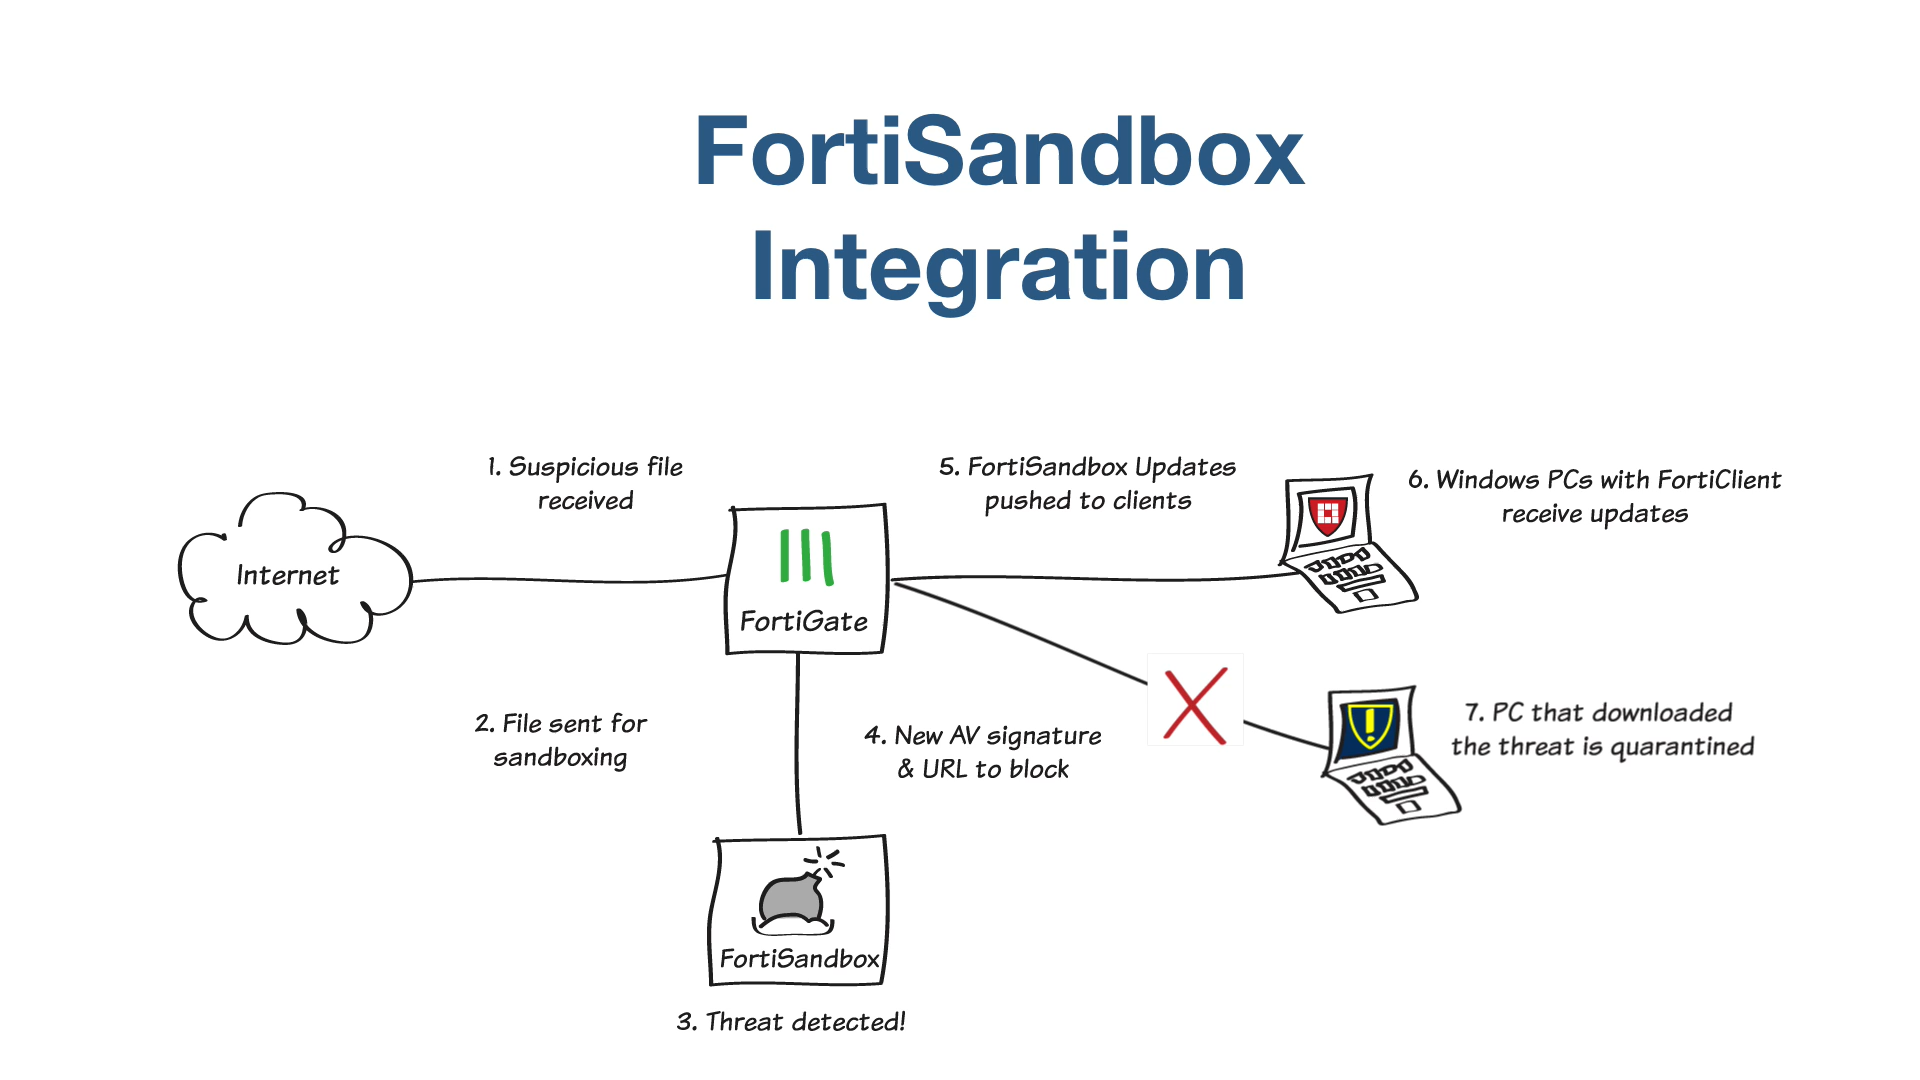 FortiSandbox
Integration
1. Suspicious file
received
5. FortiSandbox Updates
pushed to clients
6. Windows PCs with FortiClient
receive updates
Internet
FortiGate
2. File sent for
sandboxing
4. New AV signature
& URL to block
7. PC that downloaded
the threat is quarantined
FortiSandbox
3. Threat detected!